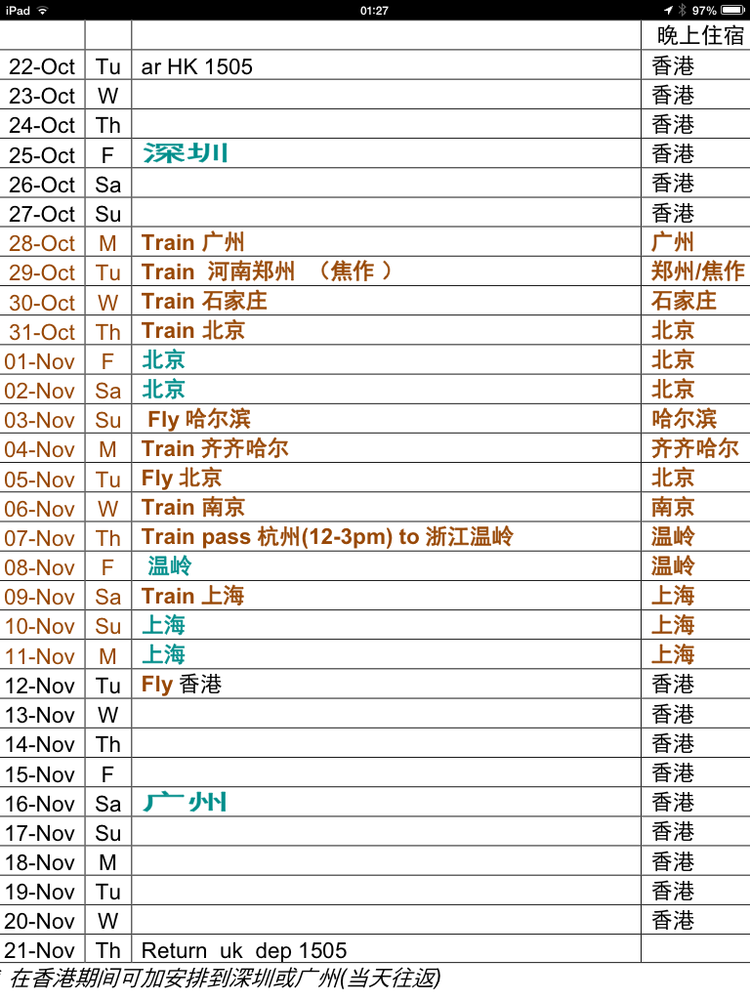 iPad 01:27 97%
晚上住宿
22-Oct Tu ar HK 1505 香港
23-Oct W 香港
24-Oct Th 香港
25-Oct F 深圳 香港
26-Oct Sa 香港
27-Oct Su 香港
28-Oct M Train 广州 广州
29-Oct Tu Train 河南郑州 （焦作 ） 郑州/焦作
30-Oct W Train 石家庄 石家庄
31-Oct Th Train 北京 北京
01-Nov F 北京 北京
02-Nov Sa 北京 北京
03-Nov Su Fly 哈尔滨 哈尔滨
04-Nov M Train 齐齐哈尔 齐齐哈尔
05-Nov Tu Fly 北京 北京
06-Nov W Train 南京 南京
07-Nov Th Train pass 杭州(12-3pm) to 浙江温岭 温岭
08-Nov F 温岭 温岭
09-Nov Sa Train 上海 上海
10-Nov Su 上海 上海
11-Nov M 上海 上海
12-Nov Tu Fly 香港 香港
13-Nov W 香港
14-Nov Th 香港
15-Nov F 香港
16-Nov Sa 广州 香港
17-Nov Su 香港
18-Nov M 香港
19-Nov Tu 香港
20-Nov W 香港
21-Nov Th Return uk dep 1505
在香港期间可加安排到深圳或广州(当天往返)